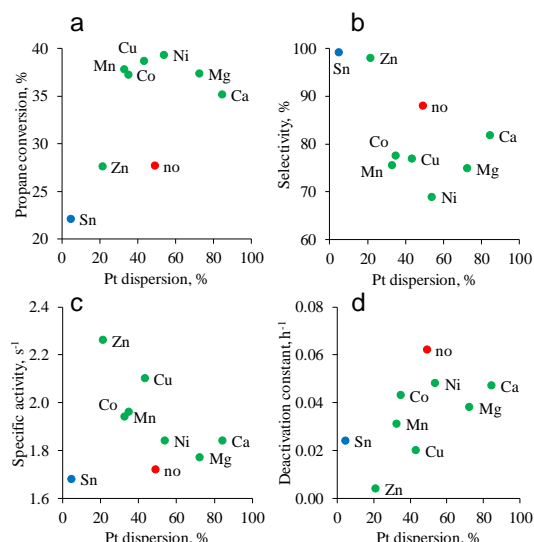 a
Propane conversion, %
40
35
30
25
20
Cu
Ni
Mn
Co
Mg
Ca
Zn
no
Sn
0 20 40 60 80 100
Pt dispersion, %
b
Selectivity, %
100
90
80
70
60
Sn
Zn
no
Co
Cu
Ca
Mn
Mg
Ni
0 20 40 60 80 100
Pt dispersion, %
c
Specific activity, s-1
2.4
2.2
2.0
1.8
1.6
Zn
Cu
Co
Mn
Ni
Ca
Mg
no
Sn
0 20 40 60 80 100
Pt dispersion, %
d
Deactivation constant, h-1
0.08
0.06
0.04
0.02
0.00
no
Ni
Ca
Co
Mg
Mn
Sn
Cu
Zn
0 20 40 60 80 100
Pt dispersion, %